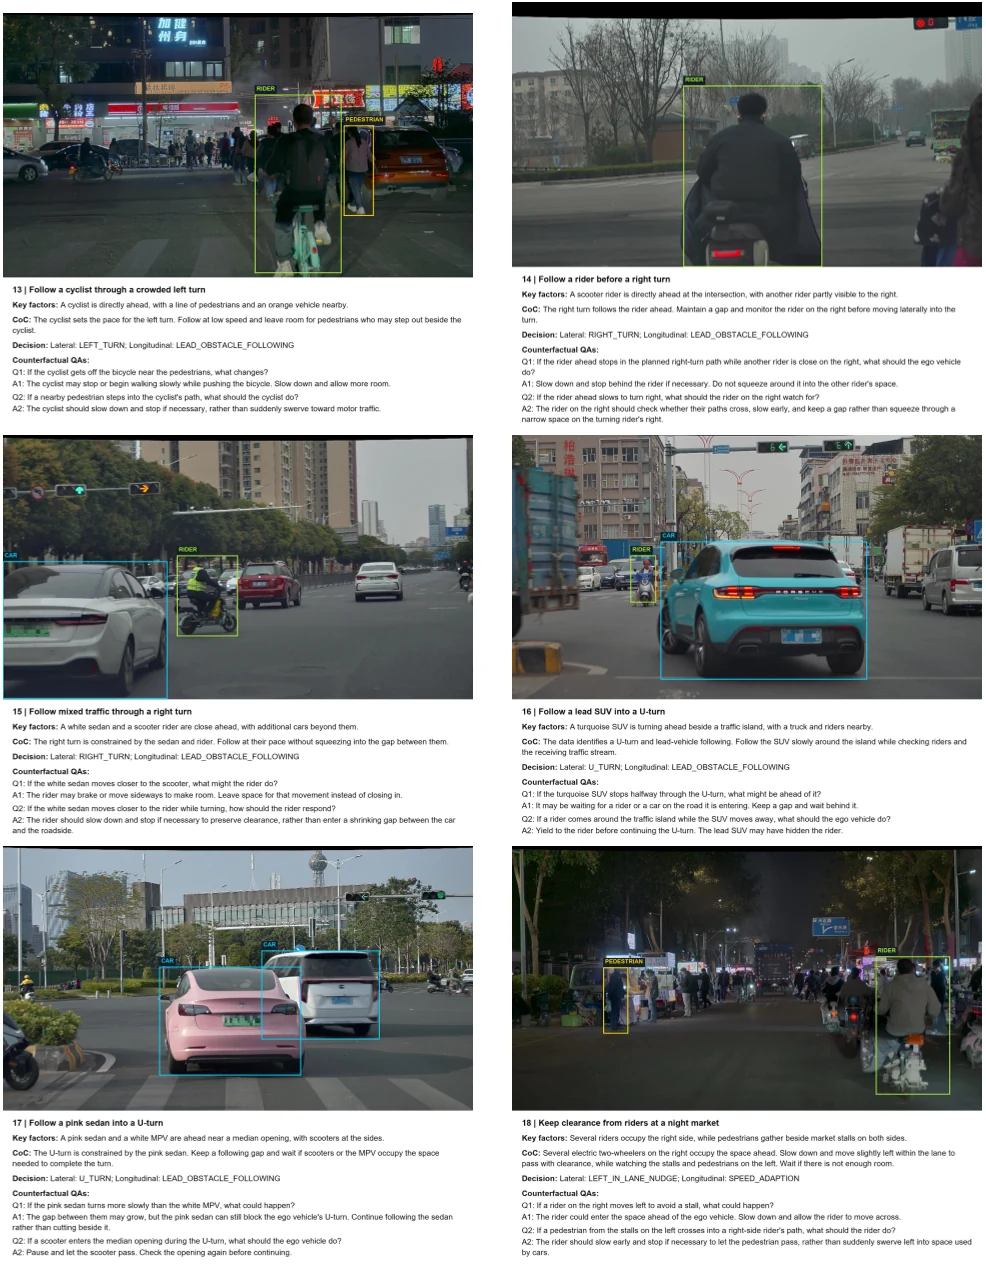 加 健
州 身
RIDER
PEDESTRIAN
13 | Follow a cyclist through a crowded left turn
Key factors: A cyclist is directly ahead, with a line of pedestrians and an orange vehicle nearby.
CoC: The cyclist sets the pace for the left turn. Follow at low speed and leave room for pedestrians who may step out beside the
cyclist.
Decision: Lateral: LEFT_TURN; Longitudinal: LEAD_OBSTACLE_FOLLOWING
Counterfactual QAs:
Q1: If the cyclist gets off the bicycle near the pedestrians, what changes?
A1: The cyclist may stop or begin walking slowly while pushing the bicycle. Slow down and allow more room.
Q2: If a nearby pedestrian steps into the cyclist's path, what should the cyclist do?
A2: The cyclist should slow down and stop if necessary, rather than suddenly swerve toward motor traffic.
RIDER
14 | Follow a rider before a right turn
Key factors: A scooter rider is directly ahead at the intersection, with another rider partly visible to the right.
CoC: The right turn follows the rider ahead. Maintain a gap and monitor the rider on the right before moving laterally into the
turn.
Decision: Lateral: RIGHT_TURN; Longitudinal: LEAD_OBSTACLE_FOLLOWING
Counterfactual QAs:
Q1: If the rider ahead stops in the planned right-turn path while another rider is close on the right, what should the ego vehicle
do?
A1: Slow down and stop behind the rider if necessary. Do not squeeze around it into the other rider's space.
Q2: If the rider ahead slows to turn right, what should the rider on the right watch for?
A2: The rider on the right should check whether their paths cross, slow early, and keep a gap rather than squeeze through a
narrow space on the turning rider's right.
CAR
RIDER
15 | Follow mixed traffic through a right turn
Key factors: A white sedan and a scooter rider are close ahead, with additional cars beyond them.
CoC: The right turn is constrained by the sedan and rider. Follow at their pace without squeezing into the gap between them.
Decision: Lateral: RIGHT_TURN; Longitudinal: LEAD_OBSTACLE_FOLLOWING
Counterfactual QAs:
Q1: If the white sedan moves closer to the scooter, what might the rider do?
A1: The rider may brake or move sideways to make room. Leave space for that movement instead of closing in.
Q2: If the white sedan moves closer to the rider while turning, how should the rider respond?
A2: The rider should slow down and stop if necessary to preserve clearance, rather than enter a shrinking gap between the car
and the roadside.
CAR
RIDER
16 | Follow a lead SUV into a U-turn
Key factors: A turquoise SUV is turning ahead beside a traffic island, with a truck and riders nearby.
CoC: The data identifies a U-turn and lead-vehicle following. Follow the SUV slowly around the island while checking riders and
the receiving traffic stream.
Decision: Lateral: U_TURN; Longitudinal: LEAD_OBSTACLE_FOLLOWING
Counterfactual QAs:
Q1: If the turquoise SUV stops halfway through the U-turn, what might be ahead of it?
A1: It may be waiting for a rider or a car on the road it is entering. Keep a gap and wait behind it.
Q2: If a rider comes around the traffic island while the SUV moves away, what should the ego vehicle do?
A2: Yield to the rider before continuing the U-turn. The lead SUV may have hidden the rider.
CAR
CAR
17 | Follow a pink sedan into a U-turn
Key factors: A pink sedan and a white MPV are ahead near a median opening, with scooters at the sides.
CoC: The U-turn is constrained by the pink sedan. Keep a following gap and wait if scooters or the MPV occupy the space
needed to complete the turn.
Decision: Lateral: U_TURN; Longitudinal: LEAD_OBSTACLE_FOLLOWING
Counterfactual QAs:
Q1: If the pink sedan turns more slowly than the white MPV, what could happen?
A1: The gap between them may grow, but the pink sedan can still block the ego vehicle's U-turn. Continue following the sedan
rather than cutting beside it.
Q2: If a scooter enters the median opening during the U-turn, what should the ego vehicle do?
A2: Pause and let the scooter pass. Check the opening again before continuing.
PEDESTRIAN
RIDER
18 | Keep clearance from riders at a night market
Key factors: Several riders occupy the right side, while pedestrians gather beside market stalls on both sides.
CoC: Several electric two-wheelers on the right occupy the space ahead. Slow down and move slightly left within the lane to
pass with clearance, while watching the stalls and pedestrians on the left. Wait if there is not enough room.
Decision: Lateral: LEFT_IN_LANE_NUDGE; Longitudinal: SPEED_ADAPTION
Counterfactual QAs:
Q1: If a rider on the right moves left to avoid a stall, what could happen?
A1: The rider could enter the space ahead of the ego vehicle. Slow down and allow the rider to move across.
Q2: If a pedestrian from the stalls on the left crosses into a right-side rider's path, what should the rider do?
A2: The rider should slow early and stop if necessary to let the pedestrian pass, rather than suddenly swerve left into space used
by cars.